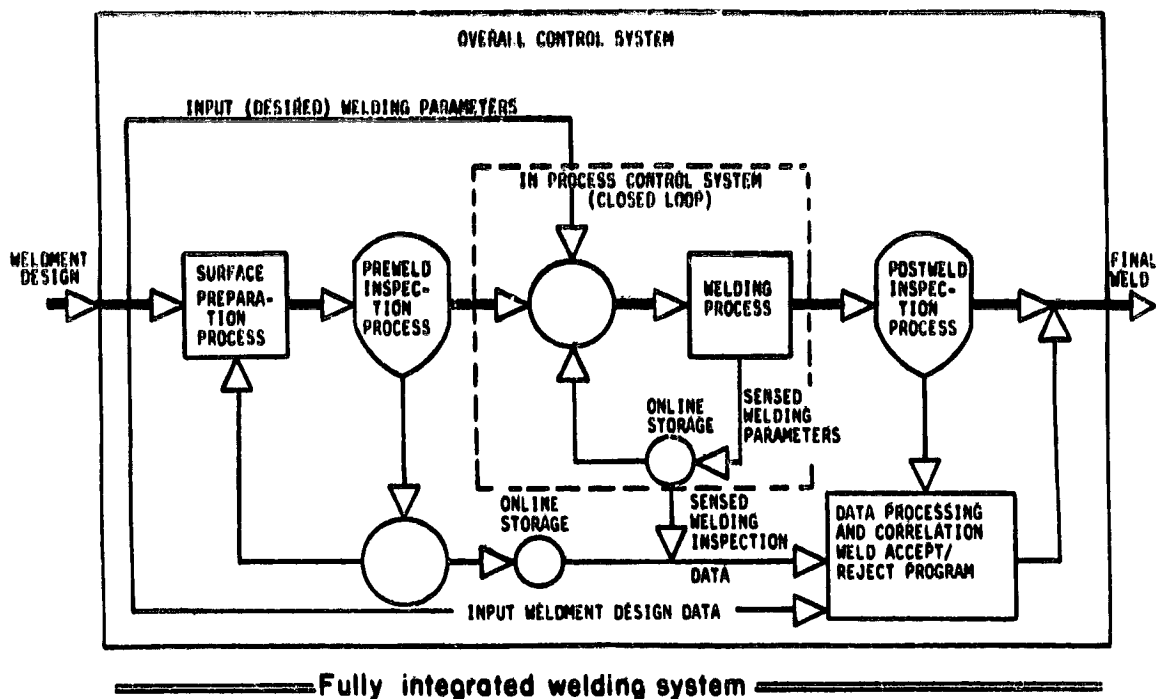 OVERALL CONTROL SYSTEM
INPUT (DESIRED) WELDING PARAMETERS
IN PROCESS CONTROL SYSTEM
(CLOSED LOOP)
WELDMENT
DESIGN
SURFACE
PREPARA-
TION
PROCESS
PREWELD
INSPEC-
TION
PROCESS
WELDING
PROCESS
POSTWELD
INSPEC-
TION
PROCESS
FINAL
WELD
ONLINE
STORAGE
SENSED
WELDING
PARAMETERS
ONLINE
STORAGE
SENSED
WELDING
INSPECTION
DATA
DATA PROCESSING
AND CORRELATION
WELD ACCEPT/
REJECT PROGRAM
INPUT WELDMENT DESIGN DATA
Fully integrated welding system